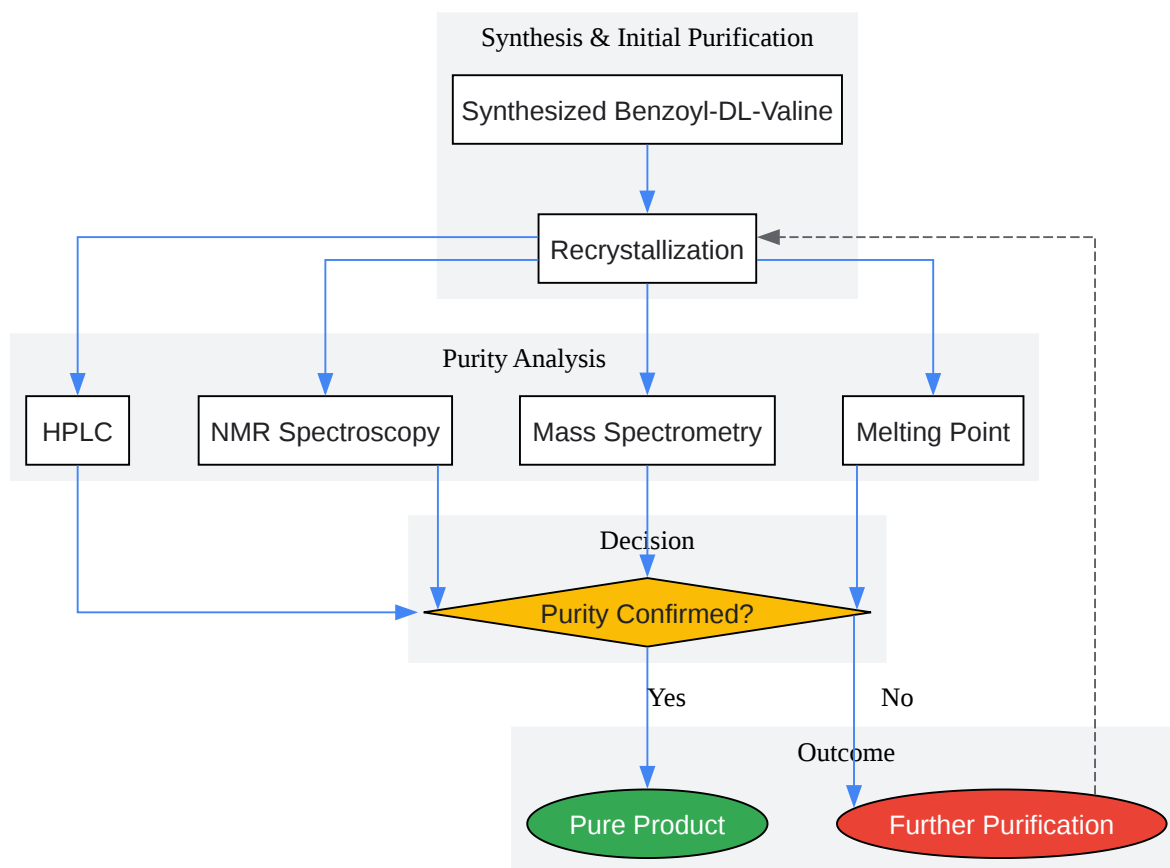 Synthesis & Initial Purification
Synthesized Benzoyl-DL-Valine
Recrystallization
Purity Analysis
HPLC
NMR Spectroscopy
Mass Spectrometry
Melting Point
Decision
Purity Confirmed?
Yes
No
Outcome
Pure Product
Further Purification